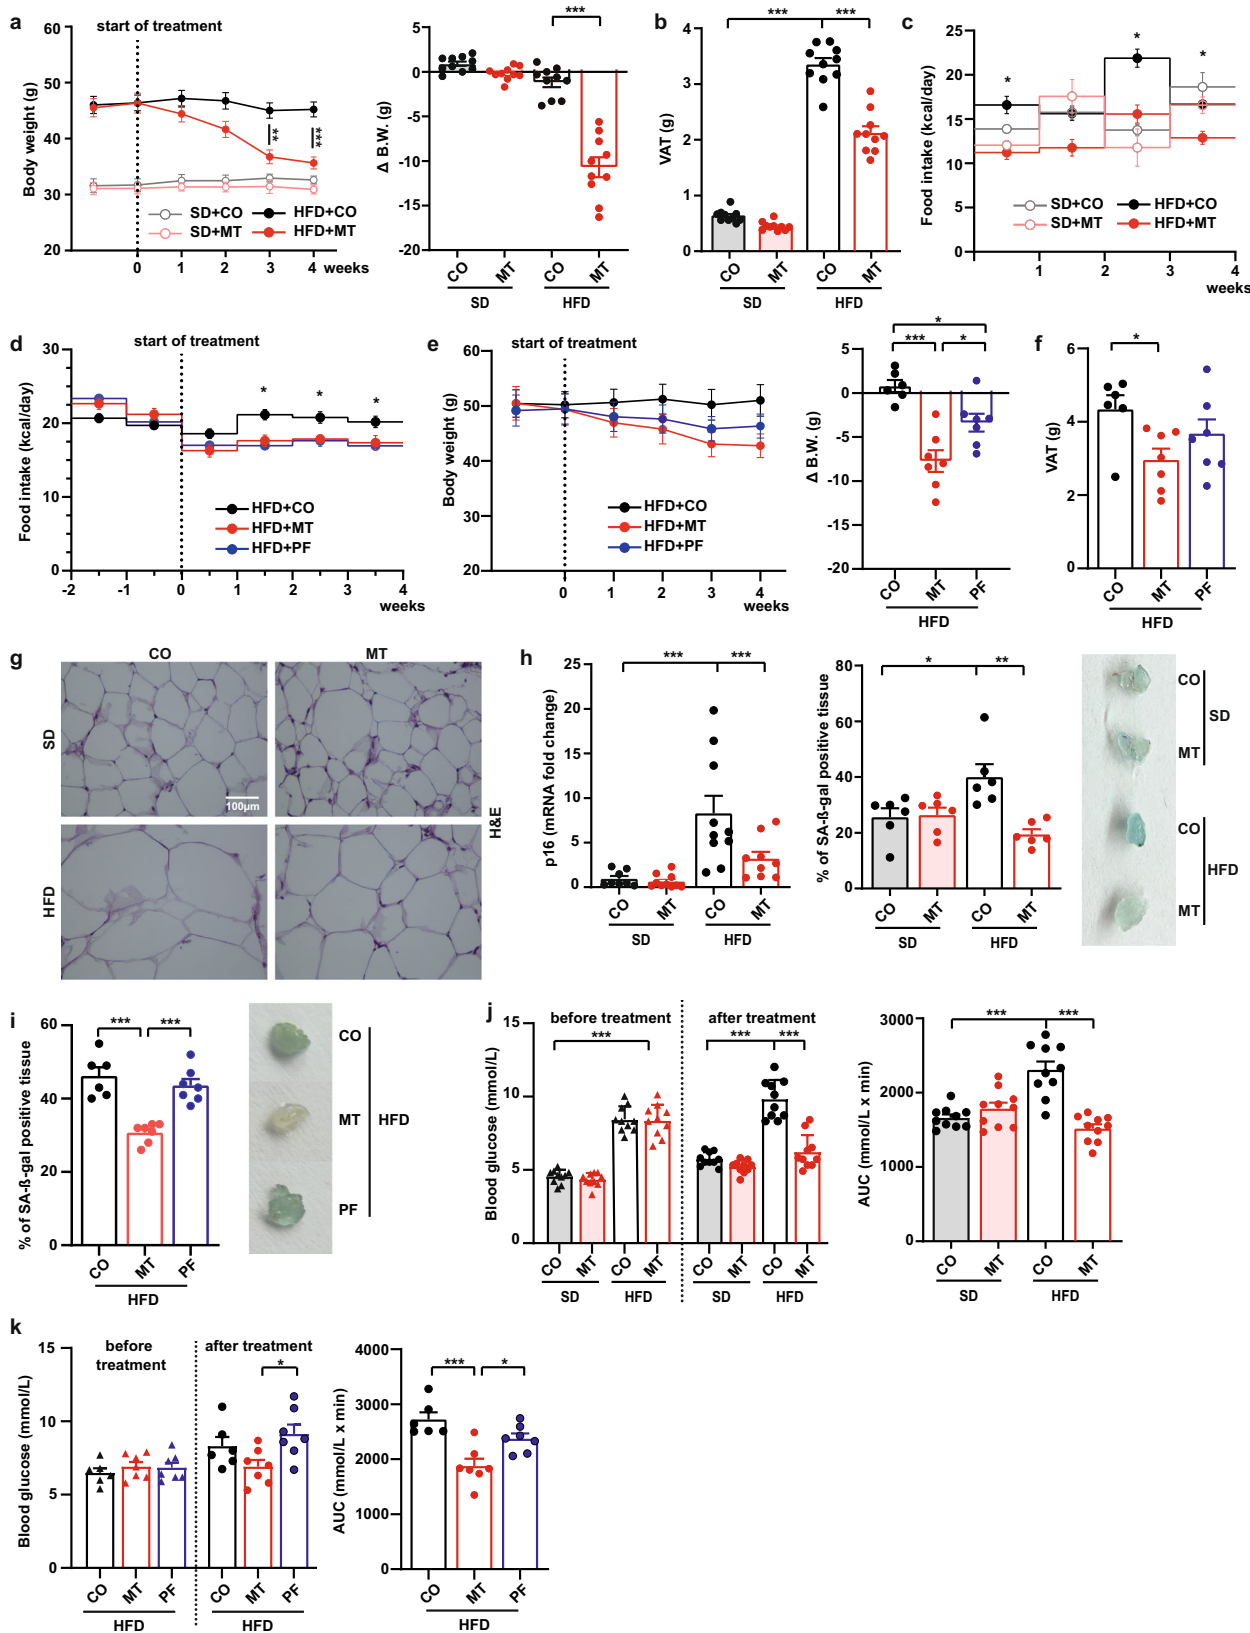 a
start of treatment
Body weight (g)
60
50
40
30
20
0 1 2 3 4 weeks
**
***
SD+CO HFD+CO
SD+MT HFD+MT
Δ B.W. (g)
***
5
0
-5
-10
-15
-20
CO MT CO MT
SD HFD
b
VAT (g)
*** ***
4
2
0
CO MT CO MT
SD HFD
c
Food intake (kcal/day)
25
20
15
10
5
0
* * *
1 2 3 4
weeks
SD+CO HFD+CO
SD+MT HFD+MT
d
start of treatment
Food intake (kcal/day)
30
20
10
0
* * *
-2 -1 0 1 2 3 4
weeks
HFD+CO
HFD+MT
HFD+PF
e
start of treatment
Body weight (g)
60
50
40
30
20
0 1 2 3 4
weeks
HFD+CO
HFD+MT
HFD+PF
Δ B.W. (g)
*
*** *
5
0
-5
-10
-15
-20
CO MT PF
HFD
f
VAT (g)
*
6
4
2
0
CO MT PF
HFD
g
CO MT
SD
HFD
100µm
H&E
h
p16 (mRNA fold change)
*** ***
25
20
15
10
5
0
CO MT CO MT
SD HFD
% of SA-ß-gal positive tissue
* **
80
60
40
20
0
CO MT CO MT
SD HFD
CO
SD
MT
CO
HFD
MT
i
% of SA-ß-gal positive tissue
*** ***
60
40
20
0
CO MT PF
HFD
CO
MT HFD
PF
j
before treatment after treatment
Blood glucose (mmol/L)
*** *** ***
15
10
5
0
CO MT CO MT CO MT CO MT
SD HFD SD HFD
AUC (mmol/L x min)
*** ***
3000
2000
1000
0
CO MT CO MT
SD HFD
k
before
treatment
after treatment
Blood glucose (mmol/L)
*
15
10
5
0
CO MT PF CO MT PF
HFD HFD
AUC (mmol/L x min)
*** *
4000
3000
2000
1000
0
CO MT PF
HFD